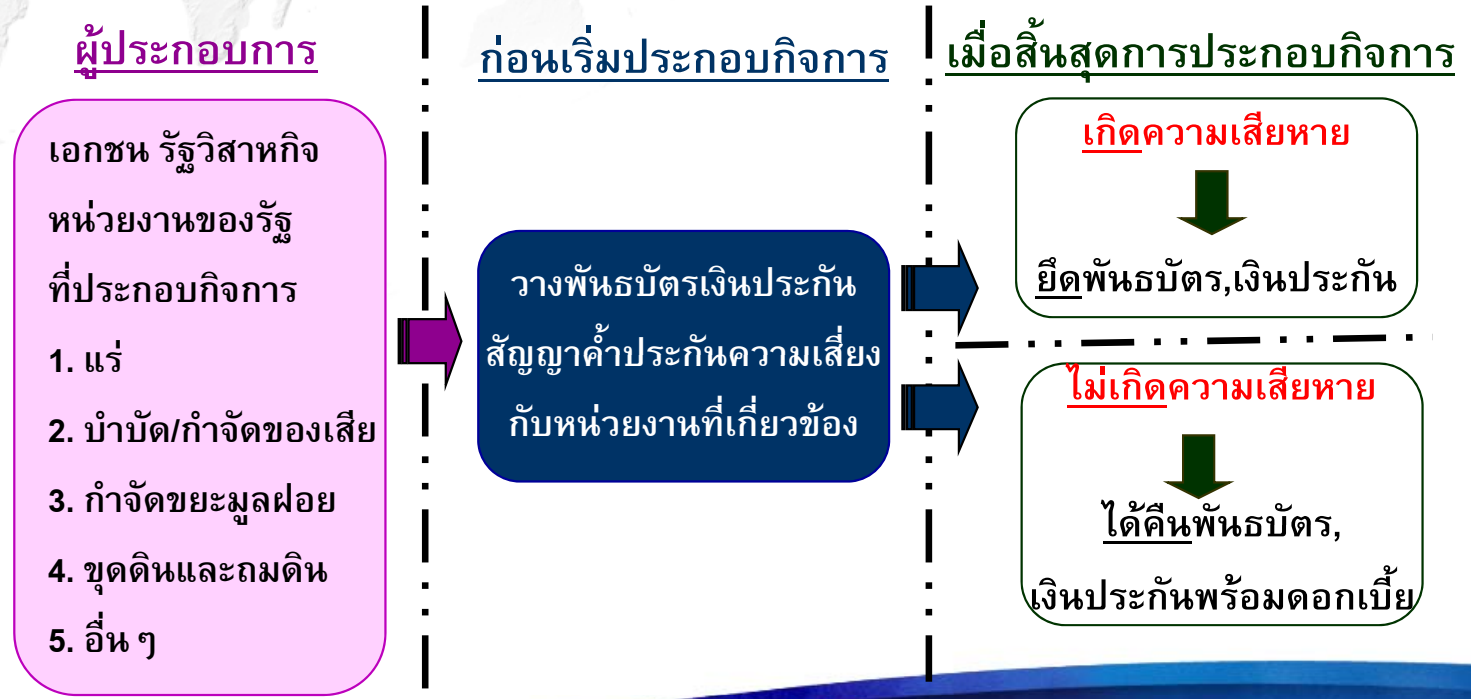 ผู้ประกอบการ
เอกชน รัฐวิสาหกิจ
หน่วยงานของรัฐ
ที่ประกอบกิจการ
1. แร่
2. บำบัด/กำจัดของเสีย
3. กำจัดขยะมูลฝอย
4. ขุดดินและถมดิน
5. อื่น ๆ
ก่อนเริ่มประกอบกิจการ
วางพันธบัตรเงินประกัน
สัญญาค้ำประกันความเสี่ยง
กับหน่วยงานที่เกี่ยวข้อง
เมื่อสิ้นสุดการประกอบกิจการ
เกิดความเสียหาย
ยึดพันธบัตร,เงินประกัน
ไม่เกิดความเสียหาย
ได้คืนพันธบัตร,
เงินประกันพร้อมดอกเบี้ย